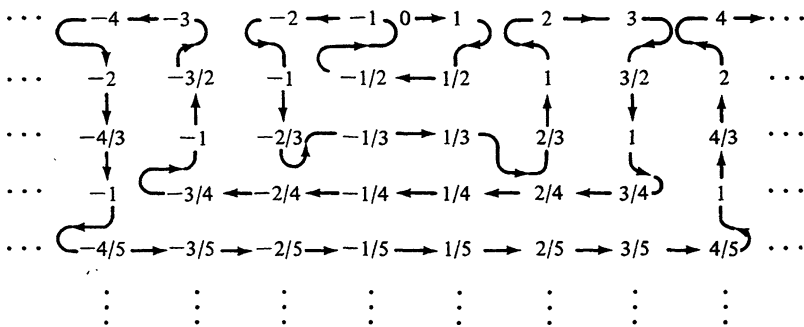 ··· −4 −3 −2 −1 0 1 2 3 4 ···
··· −2 −3/2 −1 −1/2 1/2 1 3/2 2 ···
··· −4/3 −1 −2/3 −1/3 1/3 2/3 1 4/3 ···
··· −1 −3/4 −2/4 −1/4 1/4 2/4 3/4 1 ···
··· −4/5 −3/5 −2/5 −1/5 1/5 2/5 3/5 4/5 ···